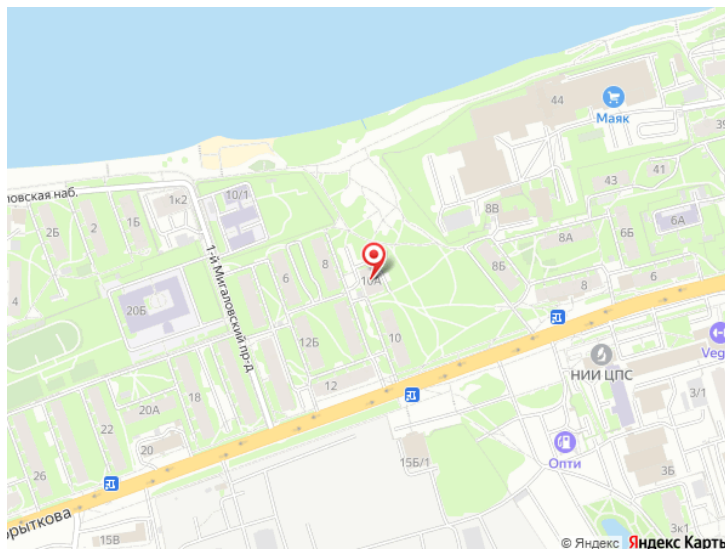 44
Маяк
39
41
43
ловская наб.
1к2
10/1
8В
6А
2Б
2
1Б
8А
6Б
1-й Мигаловский пр-д
8
8Б
4
6
10А
8
6
20Б
12Б
10
Veg
НИИ ЦПС
12
3/1
18
20А
22
20
Опти
15Б/1
3Б
26
орыткова
15В
3к1
© Яндекс Яндекс Карты